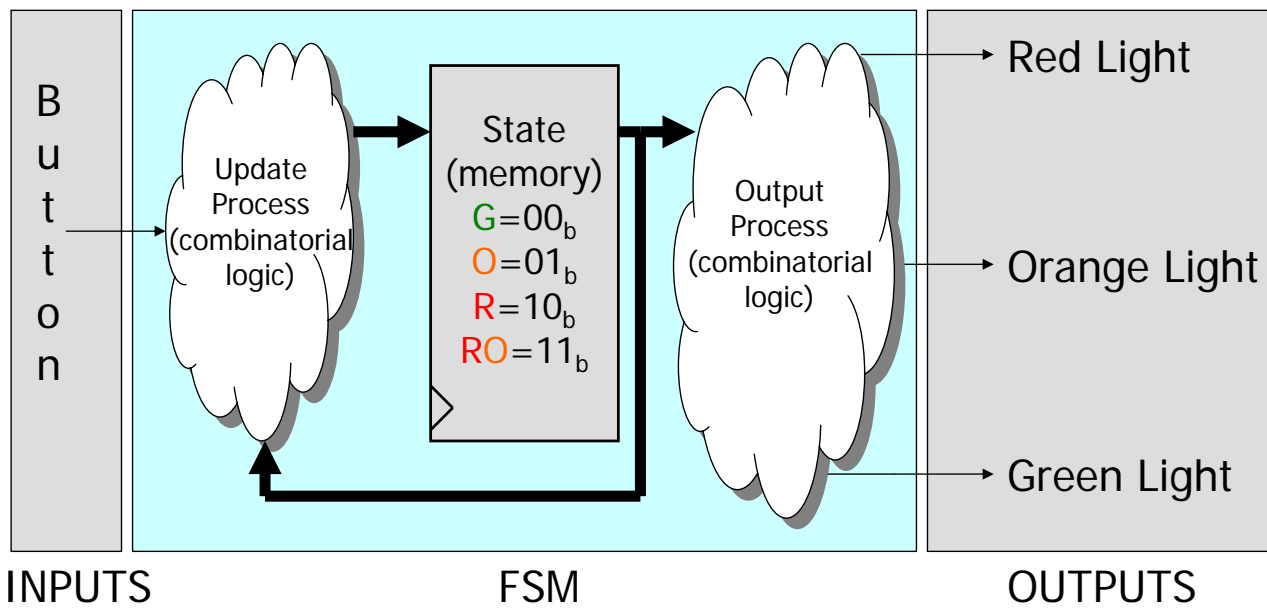 Button
Update
Process
(combinatorial
logic)
State
(memory)
G=00b
O=01b
R=10b
RO=11b
Output
Process
(combinatorial
logic)
Red Light
Orange Light
Green Light
INPUTS
FSM
OUTPUTS